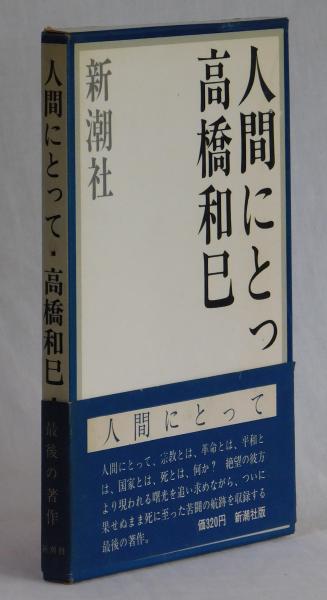 人間にとっ
高橋和巳
新潮社
人間にとって・高橋和巳
最後の著作
新潮社
人間にとって
人間にとって、宗教とは、革命とは、平和と
は、国家とは、死とは、何か? 絶望の彼方
より現われる曙光を追い求めながら、ついに
果せぬまま死に至った苦闘の航跡を収録する
最後の著作。
価320円 新潮社版